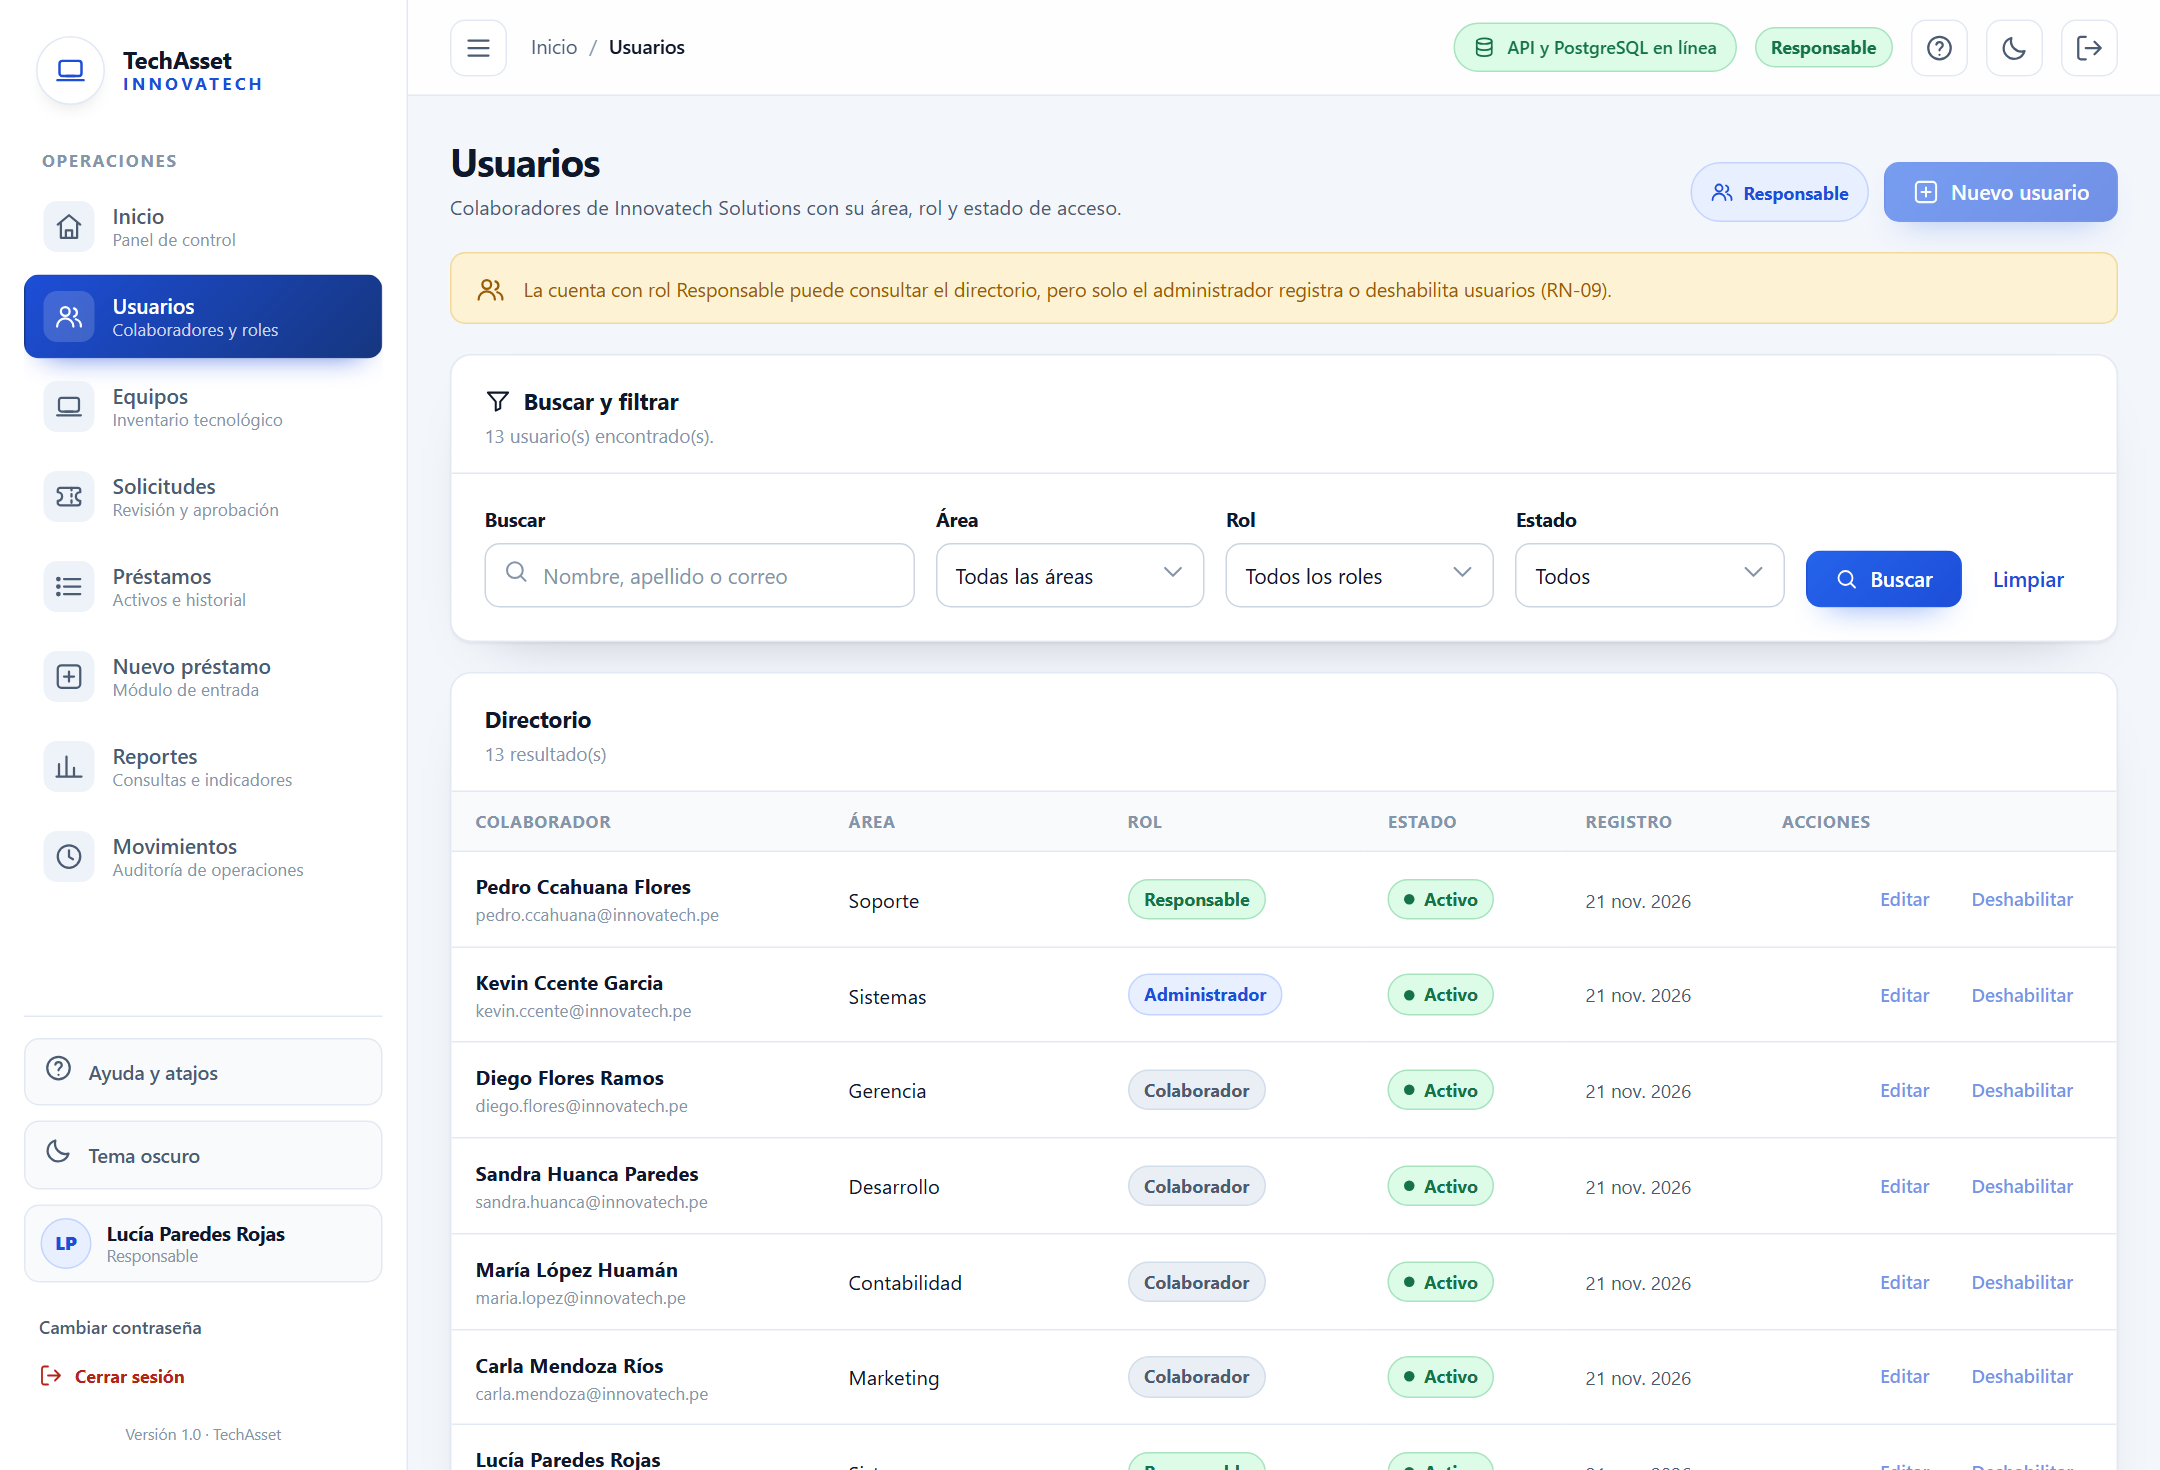 TechAsset
INNOVATECH
OPERACIONES
Inicio
Panel de control
Usuarios
Colaboradores y roles
Equipos
Inventario tecnológico
Solicitudes
Revisión y aprobación
Préstamos
Activos e historial
Nuevo préstamo
Módulo de entrada
Reportes
Consultas e indicadores
Movimientos
Auditoría de operaciones
Ayuda y atajos
Tema oscuro
LP
Lucía Paredes Rojas
Responsable
Cambiar contraseña
Cerrar sesión
Versión 1.0 · TechAsset
Inicio / Usuarios
API y PostgreSQL en línea
Responsable
Usuarios
Colaboradores de Innovatech Solutions con su área, rol y estado de acceso.
Responsable
Nuevo usuario
La cuenta con rol Responsable puede consultar el directorio, pero solo el administrador registra o deshabilita usuarios (RN-09).
Buscar y filtrar
13 usuario(s) encontrado(s).
Buscar Área Rol Estado
Nombre, apellido o correo Todas las áreas Todos los roles Todos Buscar Limpiar
Directorio
13 resultado(s)
COLABORADOR ÁREA ROL ESTADO REGISTRO ACCIONES
Pedro Ccahuana Flores
pedro.ccahuana@innovatech.pe
Soporte Responsable Activo 21 nov. 2026 Editar Deshabilitar
Kevin Ccente Garcia
kevin.ccente@innovatech.pe
Sistemas Administrador Activo 21 nov. 2026 Editar Deshabilitar
Diego Flores Ramos
diego.flores@innovatech.pe
Gerencia Colaborador Activo 21 nov. 2026 Editar Deshabilitar
Sandra Huanca Paredes
sandra.huanca@innovatech.pe
Desarrollo Colaborador Activo 21 nov. 2026 Editar Deshabilitar
María López Huamán
maria.lopez@innovatech.pe
Contabilidad Colaborador Activo 21 nov. 2026 Editar Deshabilitar
Carla Mendoza Ríos
carla.mendoza@innovatech.pe
Marketing Colaborador Activo 21 nov. 2026 Editar Deshabilitar
Lucía Paredes Rojas